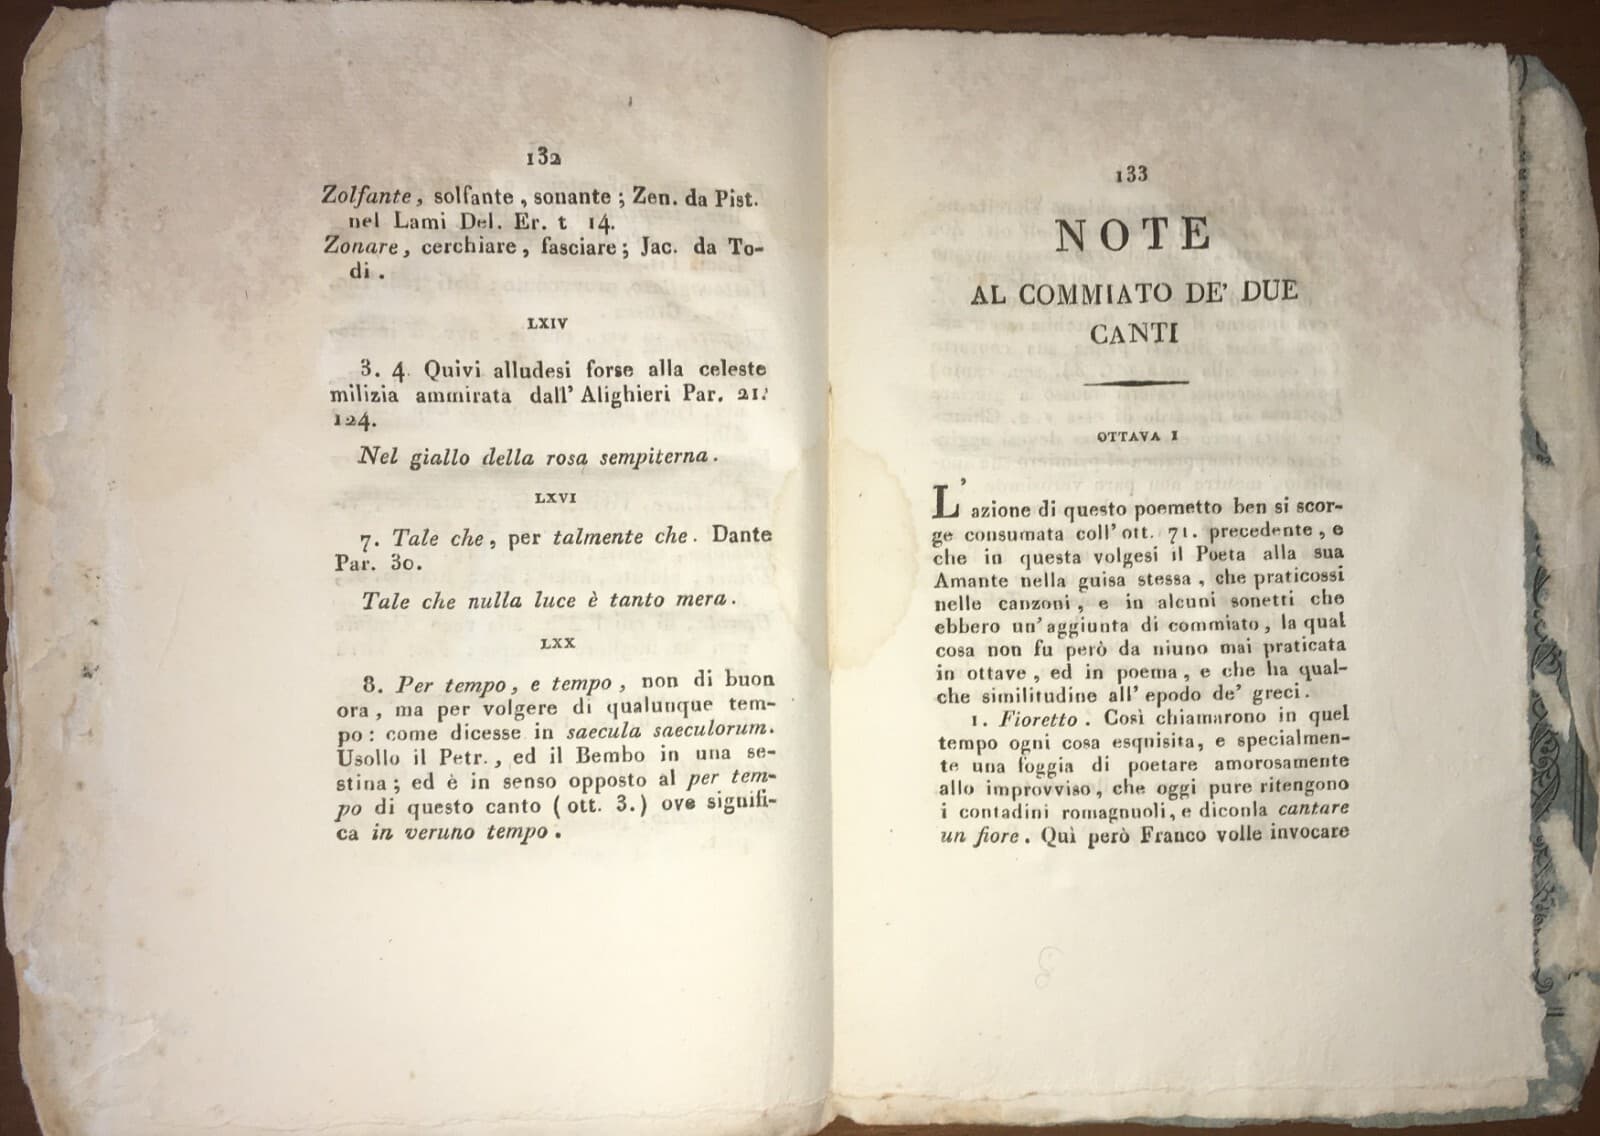 132
Zolfante, solfante, sonante; Zen. da Pist.
nel Lami Del. Er. t 14.
Zonare, cerchiare, fasciare; Jac. da To-
di.
LXIV
3. 4. Quivi alludesi forse alla celeste
milizia ammirata dall' Alighieri Par. 21.
124.
Nel giallo della rosa sempiterna.
LXVI
7. Tale che, per talmente che. Dante
Par. 30.
Tale che nulla luce è tanto mera.
LXX
8. Per tempo, e tempo, non di buon
ora, ma per volgere di qualunque tem-
po: come dicesse in saecula saeculorum.
Usollo il Petr., ed il Bembo in una se-
stina; ed è in senso opposto al per tem-
po di questo canto (ott. 3.) ove signifi-
ca in veruno tempo.
133
NOTE
AL COMMIATO DE' DUE
CANTI
OTTAVA I
L' azione di questo poemetto ben si scor-
ge consumata coll' ott. 71. precedente, e
che in questa volgesi il Poeta alla sua
Amante nella guisa stessa, che praticossi
nelle canzoni, e in alcuni sonetti che
ebbero un' aggiunta di commiato, la qual
cosa non fu però da niuno mai praticata
in ottave, ed in poema, e che ha qual-
che similitudine all' epodo de' greci.
1. Fioretto. Così chiamarono in quel
tempo ogni cosa esquisita, e specialmen-
te una foggia di poetare amorosamente
allo improvviso, che oggi pure ritengono
i contadini romagnuoli, e diconla cantare
un fiore. Quì però Franco volle invocare